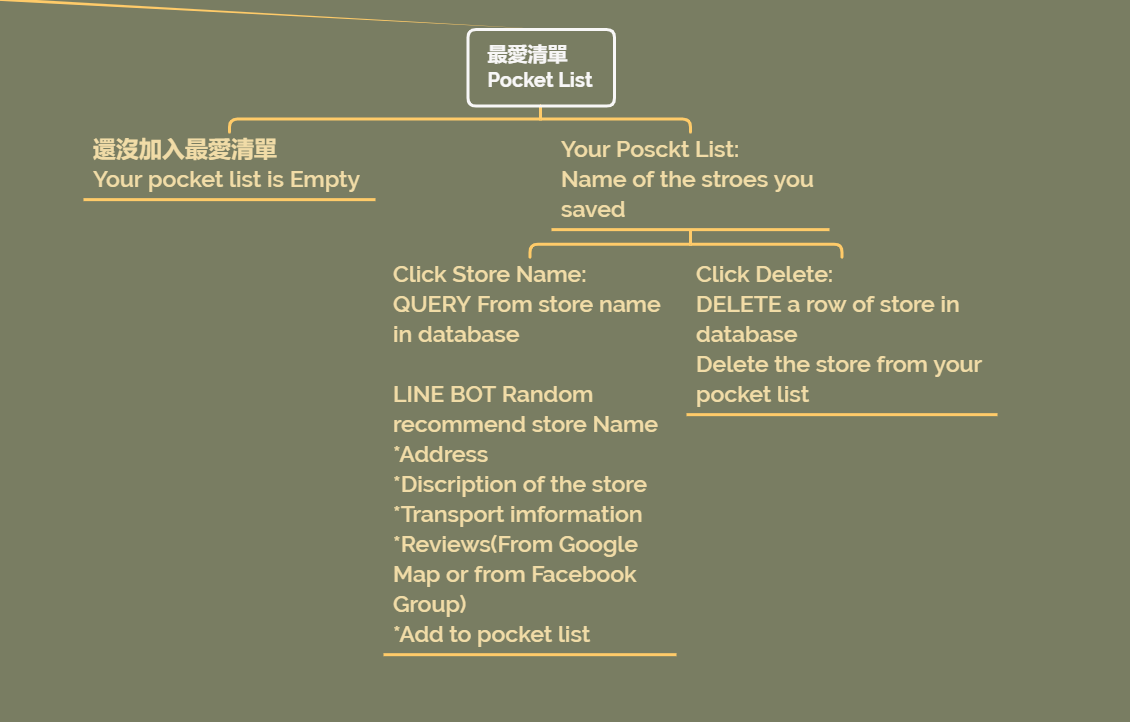 最愛清單
Pocket List
還沒加入最愛清單
Your pocket list is Empty
Your Posckt List:
Name of the stroes you
saved
Click Store Name:
QUERY From store name
in database
LINE BOT Random
recommend store Name
*Address
*Discription of the store
*Transport imformation
*Reviews(From Google
Map or from Facebook
Group)
*Add to pocket list
Click Delete:
DELETE a row of store in
database
Delete the store from your
pocket list